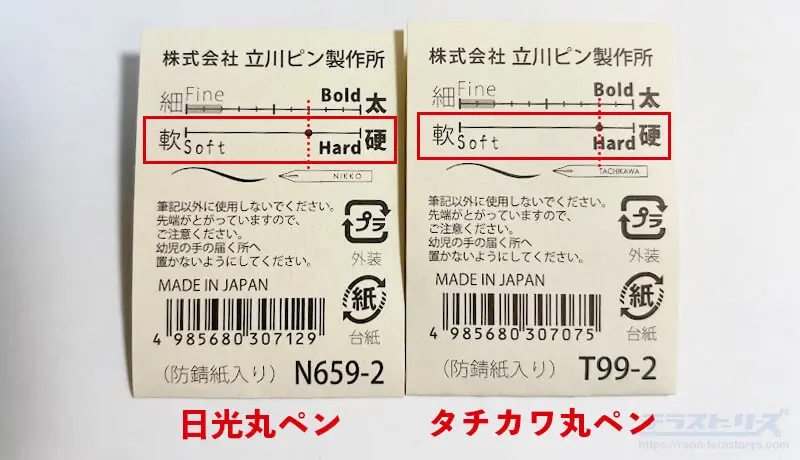 株式会社 立川ピン製作所
細 Fine Bold 太
軟 Soft Hard 硬
NIKKO
筆記以外に使用しないでください。
先端がとがっていますので、
ご注意ください。
幼児の手の届く所へ
置かないようにしてください。
プラ
外装
MADE IN JAPAN
紙
台紙
4 985680 307129
(防錆紙入り) N659-2
日光丸ペン
株式会社 立川ピン製作所
細 Fine Bold 太
軟 Soft Hard 硬
TACHIKAWA
筆記以外に使用しないでください。
先端がとがっていますので、
ご注意ください。
幼児の手の届く所へ
置かないようにしてください。
プラ
外装
MADE IN JAPAN
紙
台紙
4 985680 307075
(防錆紙入り) T99-2
タチカワ丸ペン
テラストリーズ